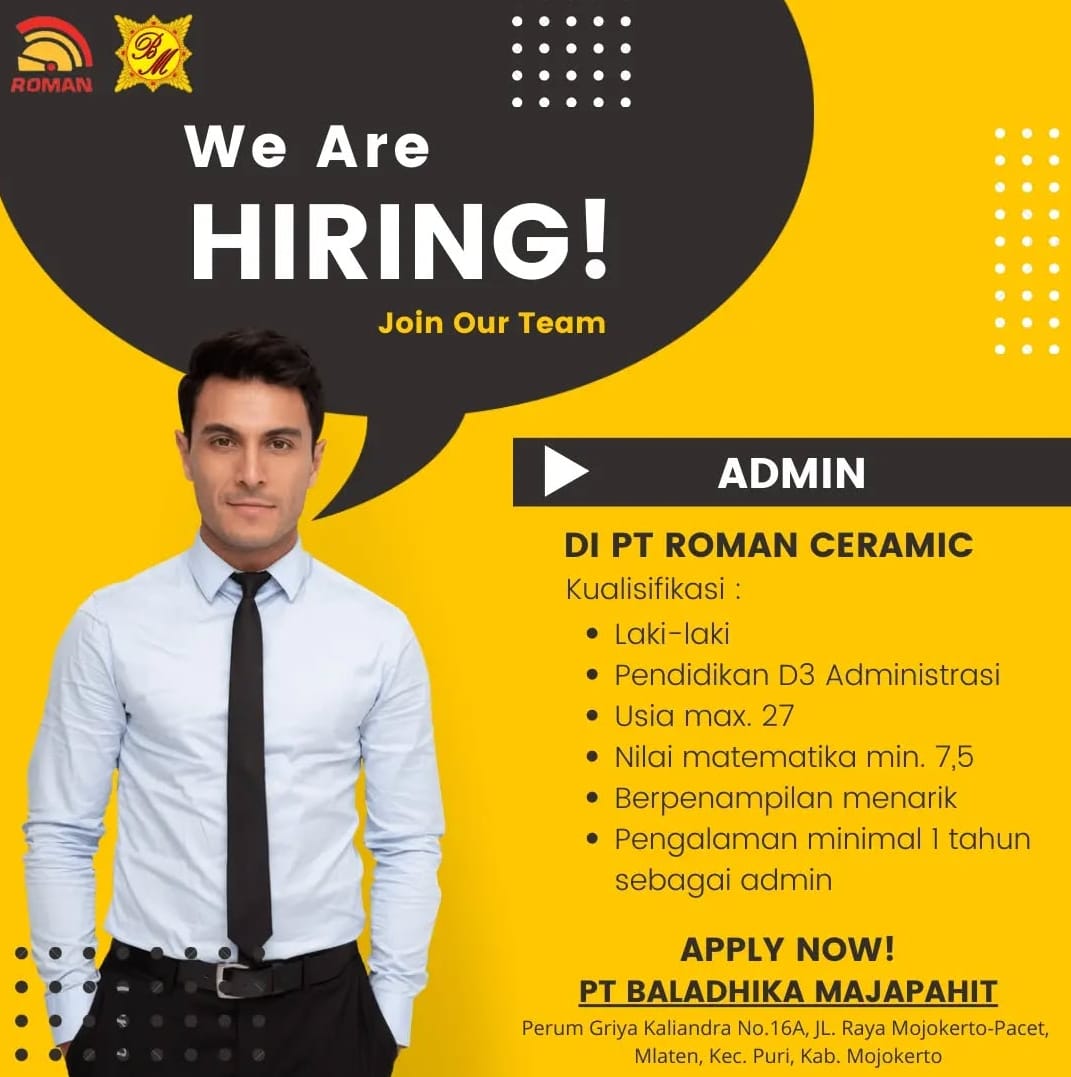 ROMAN
BM
We Are
HIRING!
Join Our Team
ADMIN
DI PT ROMAN CERAMIC
Kualisifikasi :
• Laki-laki
• Pendidikan D3 Administrasi
• Usia max. 27
• Nilai matematika min. 7,5
• Berpenampilan menarik
• Pengalaman minimal 1 tahun
sebagai admin
APPLY NOW!
PT BALADHIKA MAJAPAHIT
Perum Griya Kaliandra No.16A, JL. Raya Mojokerto-Pacet,
Mlaten, Kec. Puri, Kab. Mojokerto